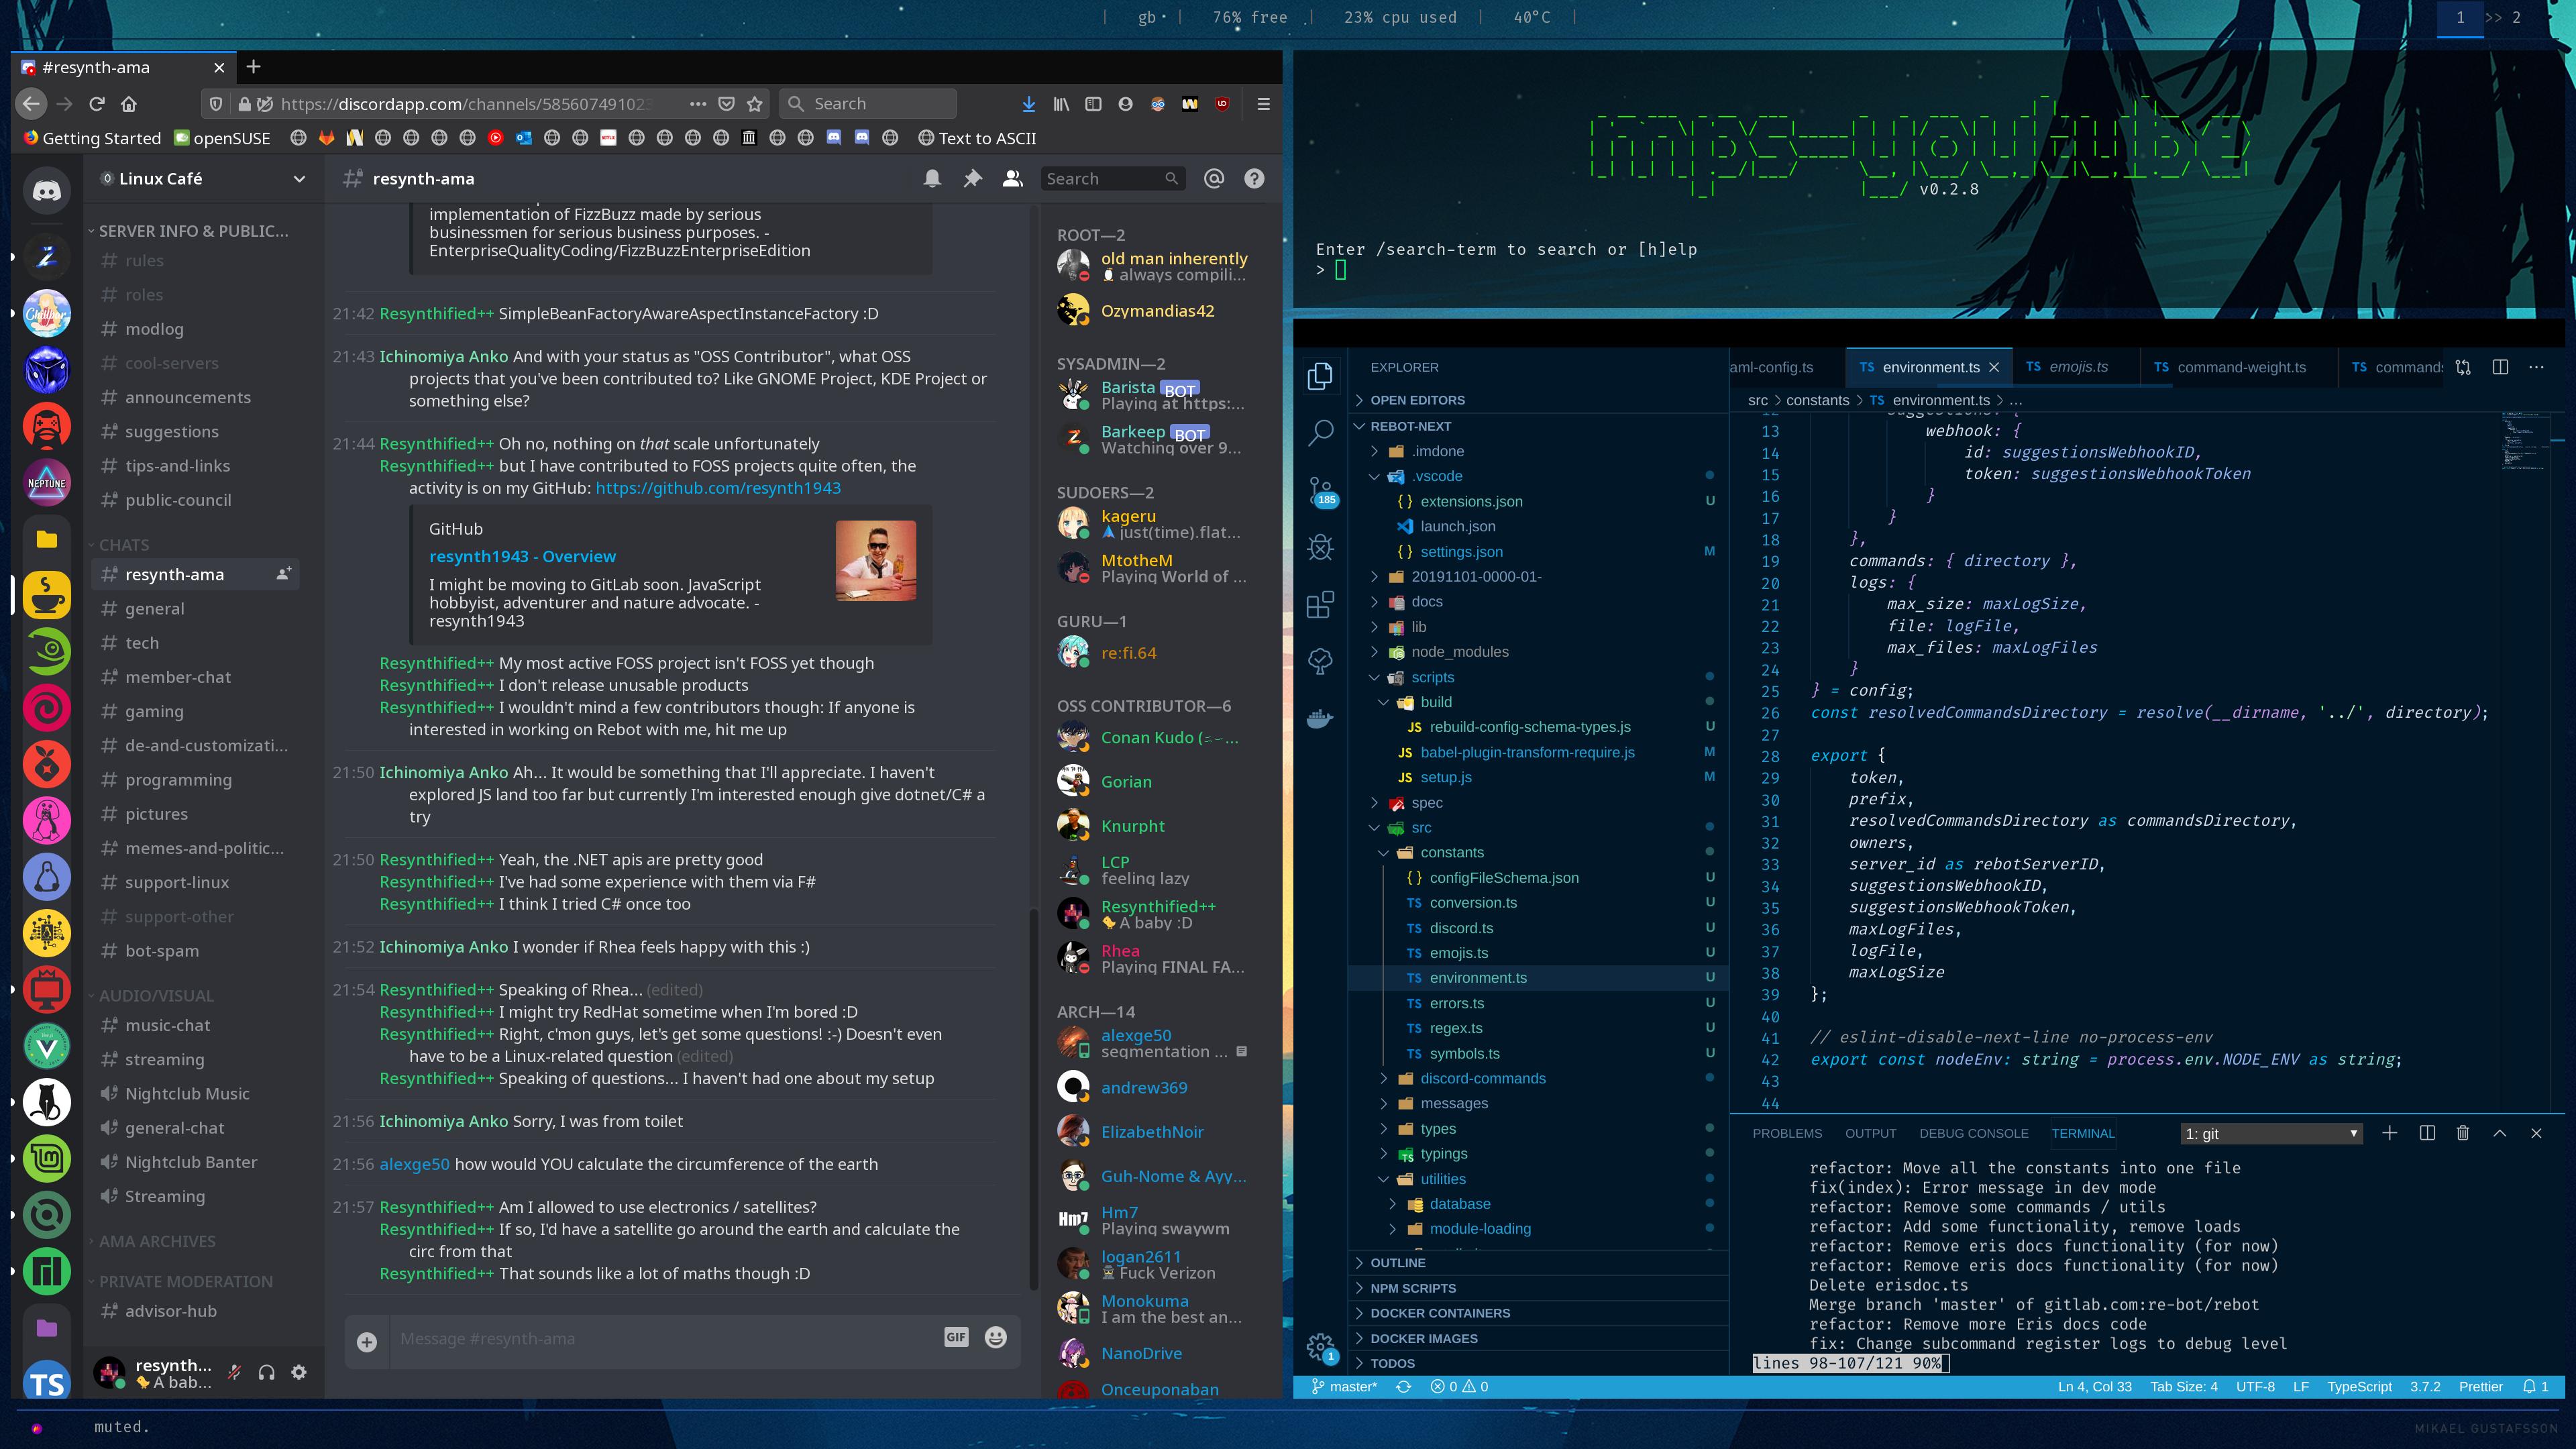 gb
76% free
23% cpu used
40°C
1 >> 2
#resynth-ama
https://discordapp.com/channels/585607491023
Search
Getting Started
openSUSE
Text to ASCII
Linux Café
SERVER INFO & PUBLIC...
rules
roles
modlog
cool-servers
announcements
suggestions
tips-and-links
public-council
CHATS
resynth-ama
general
tech
member-chat
gaming
de-and-customizati...
programming
pictures
memes-and-politic...
support-linux
support-other
bot-spam
AUDIO/VISUAL
music-chat
streaming
Nightclub Music
general-chat
Nightclub Banter
Streaming
AMA ARCHIVES
PRIVATE MODERATION
advisor-hub
resynth...
A bab...
NEPTUNE
TS
resynth-ama
Search
implementation of FizzBuzz made by serious
businessmen for serious business purposes. -
EnterpriseQualityCoding/FizzBuzzEnterpriseEdition
21:42 Resynthified++ SimpleBeanFactoryAwareAspectInstanceFactory :D
21:43 Ichinomiya Anko And with your status as "OSS Contributor", what OSS
projects that you've been contributed to? Like GNOME Project, KDE Project or
something else?
21:44 Resynthified++ Oh no, nothing on that scale unfortunately
Resynthified++ but I have contributed to FOSS projects quite often, the
activity is on my GitHub: https://github.com/resynth1943
GitHub
resynth1943 - Overview
I might be moving to GitLab soon. JavaScript
hobbyist, adventurer and nature advocate. -
resynth1943
Resynthified++ My most active FOSS project isn't FOSS yet though
Resynthified++ I don't release unusable products
Resynthified++ I wouldn't mind a few contributors though: If anyone is
interested in working on Rebot with me, hit me up
21:50 Ichinomiya Anko Ah... It would be something that I'll appreciate. I haven't
explored JS land too far but currently I'm interested enough give dotnet/C# a
try
21:50 Resynthified++ Yeah, the .NET apis are pretty good
Resynthified++ I've had some experience with them via F#
Resynthified++ I think I tried C# once too
21:52 Ichinomiya Anko I wonder if Rhea feels happy with this :)
21:54 Resynthified++ Speaking of Rhea... (edited)
Resynthified++ I might try RedHat sometime when I'm bored :D
Resynthified++ Right, c'mon guys, let's get some questions! :-) Doesn't even
have to be a Linux-related question (edited)
Resynthified++ Speaking of questions... I haven't had one about my setup
21:56 Ichinomiya Anko Sorry, I was from toilet
21:56 alexge50 how would YOU calculate the circumference of the earth
21:57 Resynthified++ Am I allowed to use electronics / satellites?
Resynthified++ If so, I'd have a satellite go around the earth and calculate the
circ from that
Resynthified++ That sounds like a lot of maths though :D
Message #resynth-ama
GIF
ROOT—2
old man inherently
always compili...
Ozymandias42
SYSADMIN—2
Barista BOT
Playing at https:...
Barkeep BOT
Watching over 9...
SUDOERS—2
kageru
just(time).flat...
MtotheM
Playing World of ...
GURU—1
re:fi.64
OSS CONTRIBUTOR—6
Conan Kudo (ニー...
Gorian
Knurpht
LCP
feeling lazy
Resynthified++
A baby :D
Rhea
Playing FINAL FA...
ARCH—14
alexge50
segmentation ...
andrew369
ElizabethNoir
Guh-Nome & Ayy...
Hm7
Playing swaywm
logan2611
Fuck Verizon
Monokuma
I am the best an...
NanoDrive
Onceuponaban
mps-youtube
v0.2.8
Enter /search-term to search or [h]elp
>
EXPLORER
OPEN EDITORS
REBOT-NEXT
.imdone
.vscode
extensions.json U
launch.json
settings.json M
20191101-0000-01-
docs
lib
node_modules
scripts
build
rebuild-config-schema-types.js U
babel-plugin-transform-require.js M
setup.js M
spec
src
constants
configFileSchema.json U
conversion.ts U
discord.ts U
emojis.ts U
environment.ts U
errors.ts U
regex.ts U
symbols.ts U
discord-commands
messages
types
typings
utilities
database
module-loading
OUTLINE
NPM SCRIPTS
DOCKER CONTAINERS
DOCKER IMAGES
TODOS
185
1
aml-config.ts
TS environment.ts
TS emojis.ts
TS command-weight.ts
TS commands
src > constants > TS environment.ts > ...
12 suggestions: {
13 webhook: {
14 id: suggestionsWebhookID,
15 token: suggestionsWebhookToken
16 }
17 }
18 },
19 commands: { directory },
20 logs: {
21 max_size: maxLogSize,
22 file: logFile,
23 max_files: maxLogFiles
24 }
25 } = config;
26 const resolvedCommandsDirectory = resolve(__dirname, '../', directory);
27
28 export {
29 token,
30 prefix,
31 resolvedCommandsDirectory as commandsDirectory,
32 owners,
33 server_id as rebotServerID,
34 suggestionsWebhookID,
35 suggestionsWebhookToken,
36 maxLogFiles,
37 logFile,
38 maxLogSize
39 };
40
41 // eslint-disable-next-line no-process-env
42 export const nodeEnv: string = process.env.NODE_ENV as string;
43
44
PROBLEMS OUTPUT DEBUG CONSOLE TERMINAL
1: git
refactor: Move all the constants into one file
fix(index): Error message in dev mode
refactor: Remove some commands / utils
refactor: Add some functionality, remove loads
refactor: Remove eris docs functionality (for now)
refactor: Remove eris docs functionality (for now)
Delete erisdoc.ts
Merge branch 'master' of gitlab.com:re-bot/rebot
refactor: Remove more Eris docs code
fix: Change subcommand register logs to debug level
lines 98-107/121 90%
master*
0 0
Ln 4, Col 33
Tab Size: 4
UTF-8
LF
TypeScript
3.7.2
Prettier
1
muted.
MIKAEL GUSTAFSSON